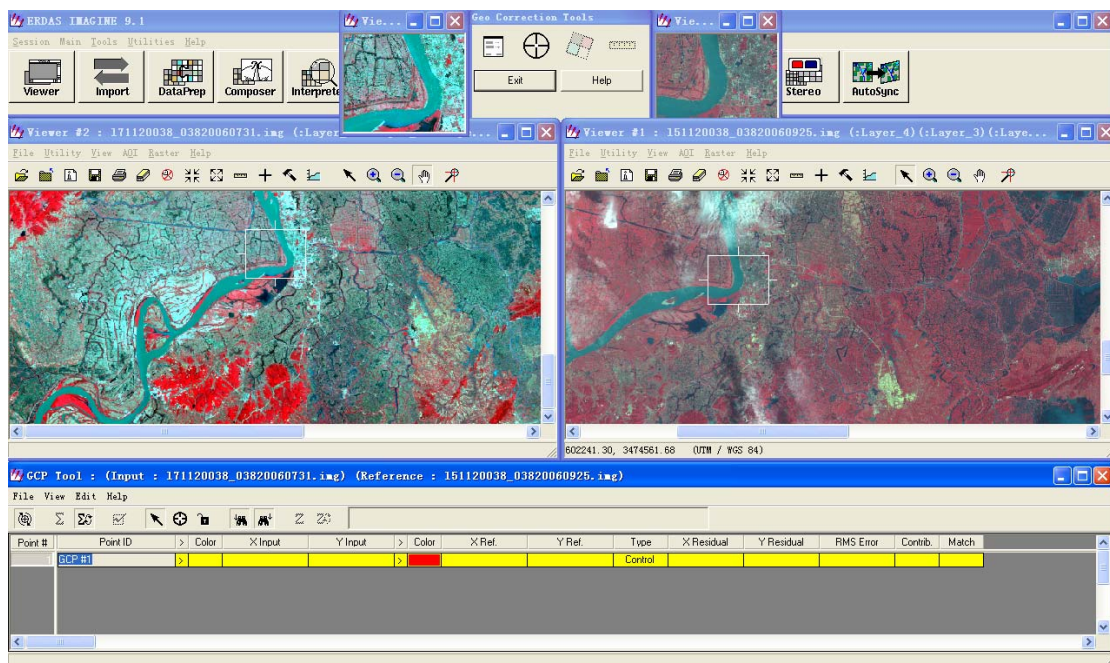 ERDAS IMAGINE 9.1
Vie...
Geo Correction Tools
Vie...
Session Main Tools Utilities Help
Viewer Import DataPrep Composer Interprete Stereo AutoSync
Exit Help
Viewer #2 : 171120038_03820060731.img (:Layer ...
Viewer #1 : 151120038_03820060925.img (:Layer_4)(:Layer_3)(:Laye...
File Utility View AOI Raster Help
File Utility View AOI Raster Help
602241.30, 3474561.68 (UTM / WGS 84)
GCP Tool : (Input : 171120038_03820060731.img) (Reference : 151120038_03820060925.img)
File View Edit Help
Point # Point ID > Color X Input Y Input > Color X Ref. Y Ref. Type X Residual Y Residual RMS Error Contrib. Match
1 GCP #1 > > Control